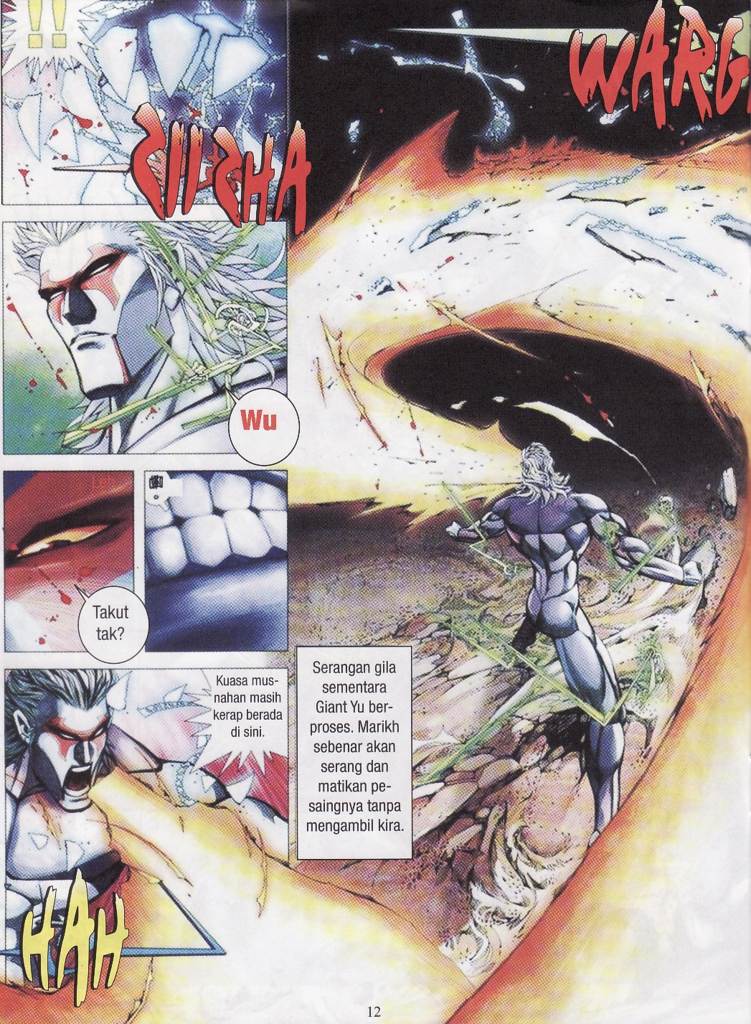 !!
WARG
ZIIZHA
Wu
Takut
tak?
Kuasa mus-
nahan masih
kerap berada
di sini.
Serangan gila
sementara
Giant Yu ber-
proses. Marikh
sebenar akan
serang dan
matikan pe-
saingnya tanpa
mengambil kira.
HAH
12